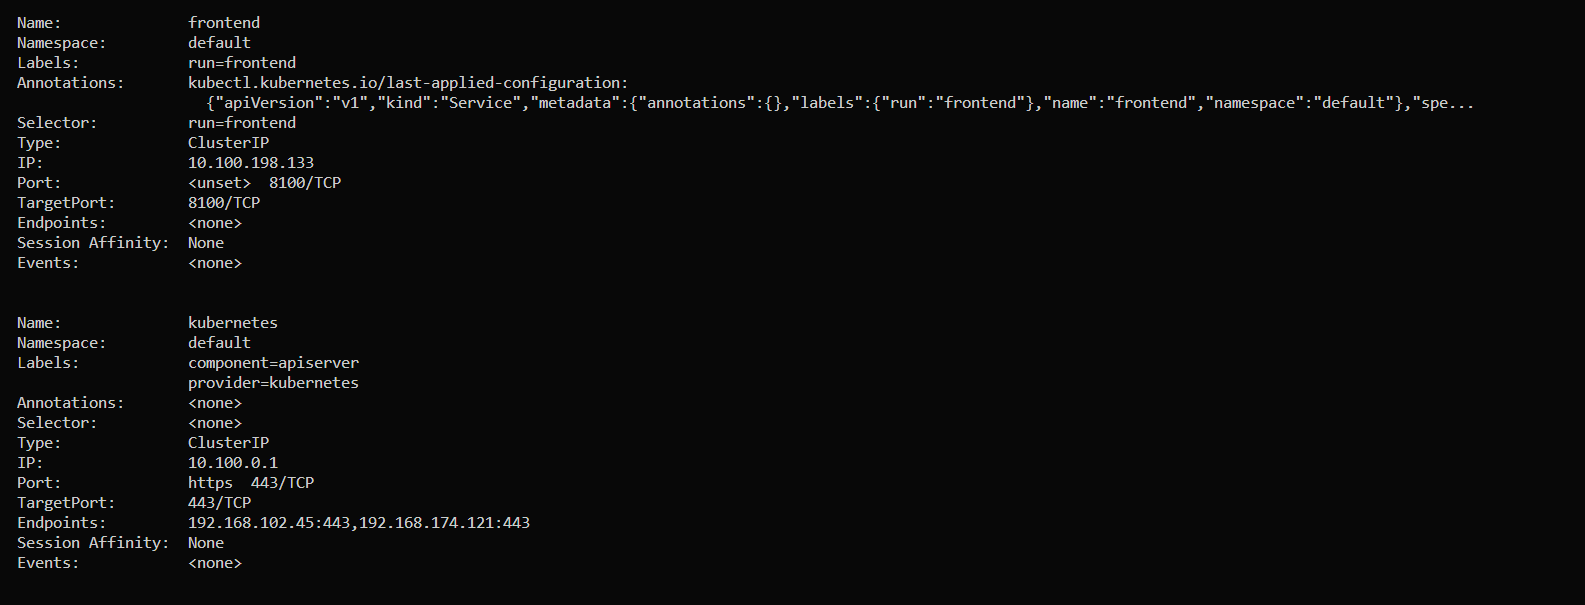 Name:              frontend
Namespace:         default
Labels:            run=frontend
Annotations:       kubectl.kubernetes.io/last-applied-configuration:
                     {"apiVersion":"v1","kind":"Service","metadata":{"annotations":{},"labels":{"run":"frontend"},"name":"frontend","namespace":"default"},"spe...
Selector:          run=frontend
Type:              ClusterIP
IP:                10.100.198.133
Port:              <unset>  8100/TCP
TargetPort:        8100/TCP
Endpoints:         <none>
Session Affinity:  None
Events:            <none>

Name:              kubernetes
Namespace:         default
Labels:            component=apiserver
                   provider=kubernetes
Annotations:       <none>
Selector:          <none>
Type:              ClusterIP
IP:                10.100.0.1
Port:              https  443/TCP
TargetPort:        443/TCP
Endpoints:         192.168.102.45:443,192.168.174.121:443
Session Affinity:  None
Events:            <none>